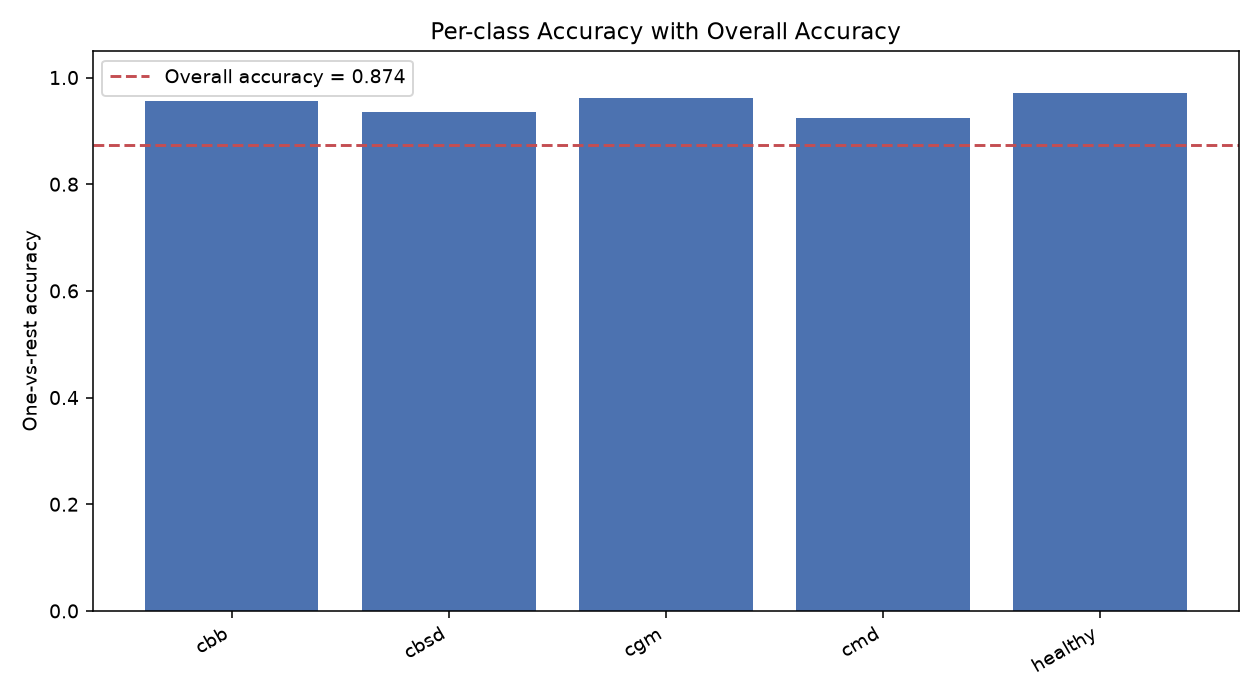 Per-class Accuracy with Overall Accuracy
Overall accuracy = 0.874
One-vs-rest accuracy
1.0
0.8
0.6
0.4
0.2
0.0
cbb
cbsd
cgm
cmd
healthy